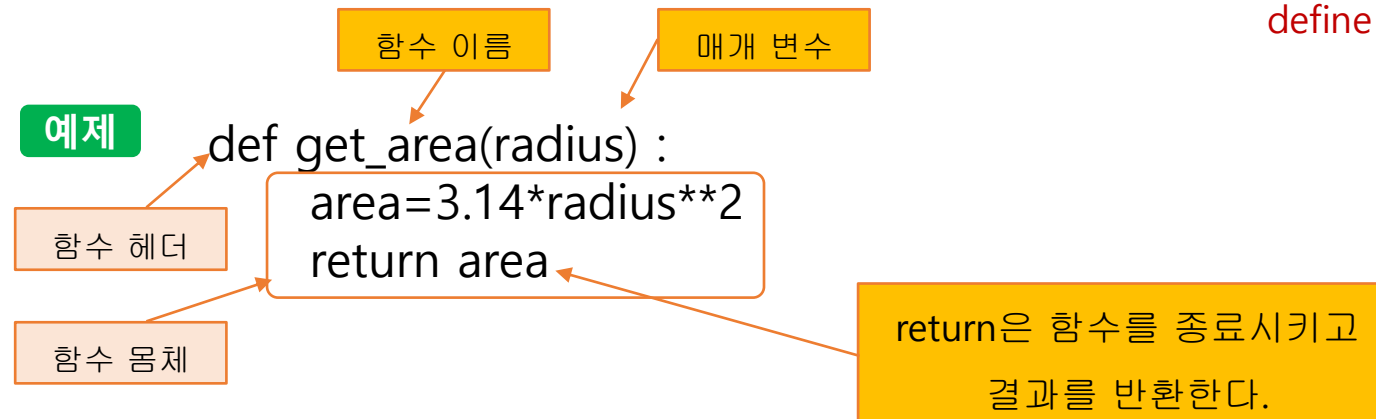 define
함수 이름
매개 변수
예제
def get_area(radius) :
area=3.14*radius**2
return area
함수 헤더
함수 몸체
return은 함수를 종료시키고
결과를 반환한다.